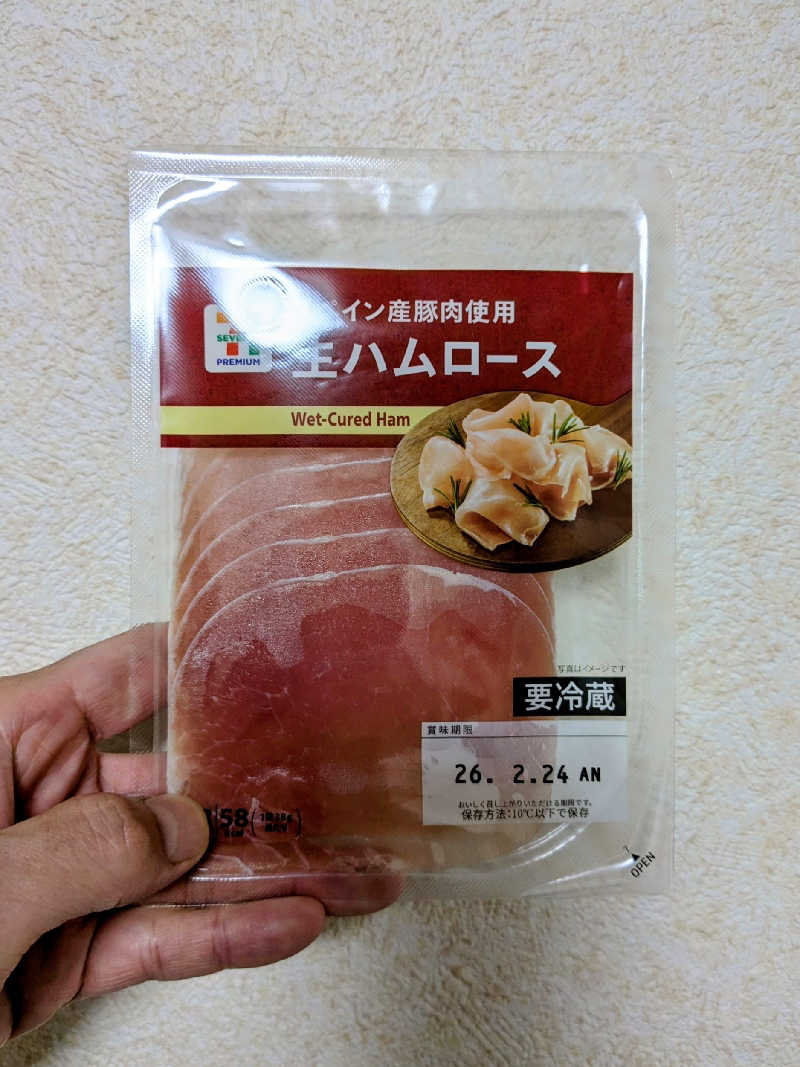 イン産豚肉使用
SEVEN
PREMIUM
生ハムロース
Wet-Cured Ham
写真はイメージです
要冷蔵
賞味期限
26. 2.24 AN
おいしく召し上がりいただける期限です。
保存方法:10℃以下で保存
58
OPEN